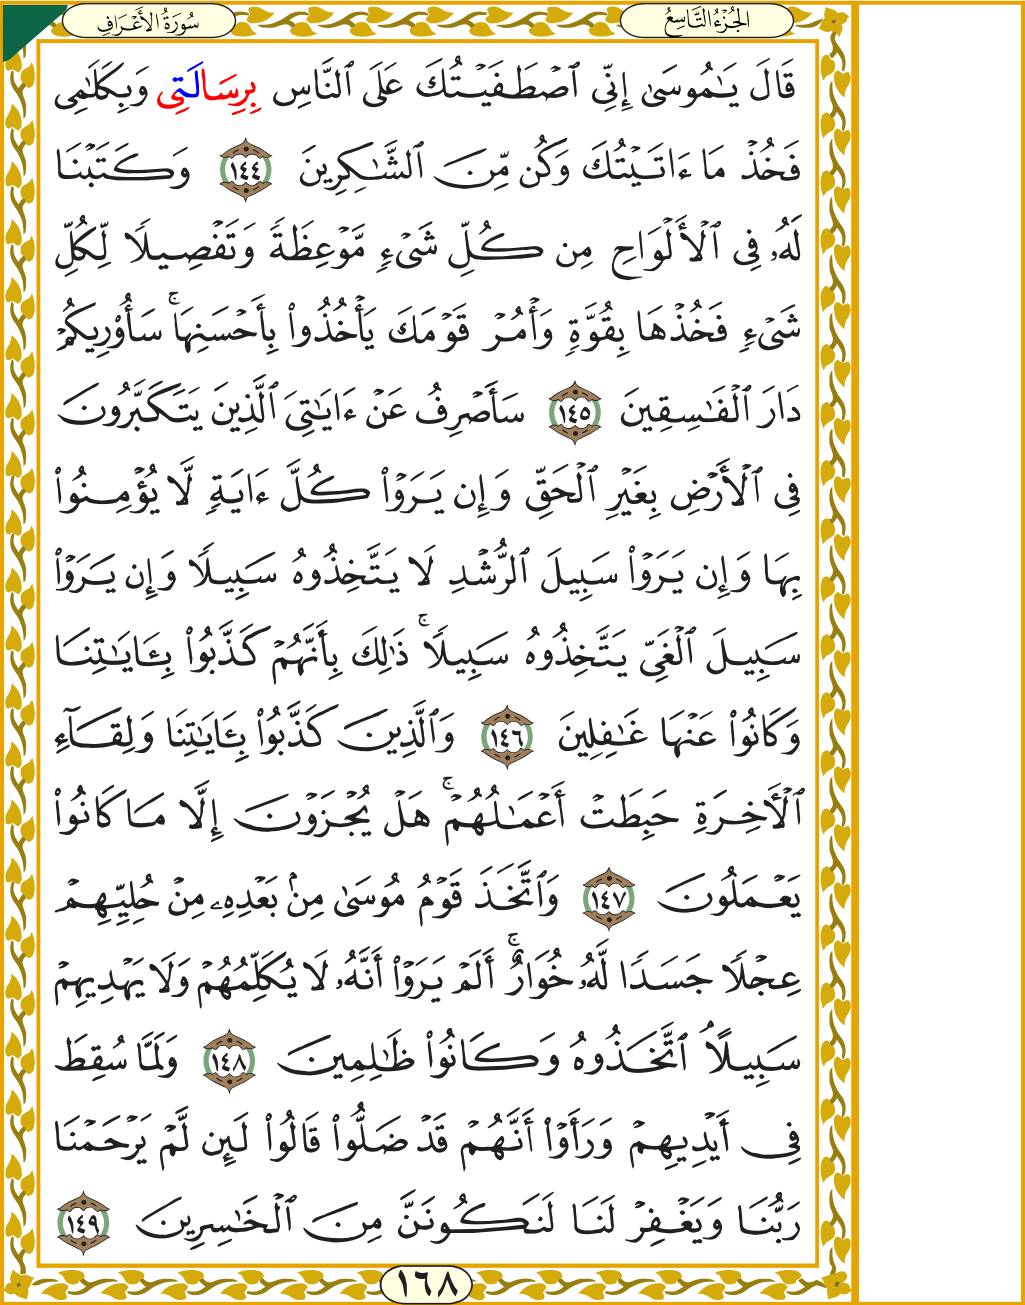 الجُزْءُ التَّاسِعُ
سُورَةُ الأَعْرَافِ
قَالَ يَٰمُوسَىٰ إِنِّي ٱصۡطَفَيۡتُكَ عَلَى ٱلنَّاسِ بِرِسَالَتِي وَبِكَلَٰمِي
فَخُذۡ مَآ ءَاتَيۡتُكَ وَكُن مِّنَ ٱلشَّٰكِرِينَ ١٤٤ وَكَتَبۡنَا
لَهُۥ فِي ٱلۡأَلۡوَاحِ مِن كُلِّ شَيۡءٖ مَّوۡعِظَةٗ وَتَفۡصِيلٗا لِّكُلِّ
شَيۡءٖ فَخُذۡهَا بِقُوَّةٖ وَأۡمُرۡ قَوۡمَكَ يَأۡخُذُواْ بِأَحۡسَنِهَاۚ سَأُوْرِيكُمۡ
دَارَ ٱلۡفَٰسِقِينَ ١٤٥ سَأَصۡرِفُ عَنۡ ءَايَٰتِيَ ٱلَّذِينَ يَتَكَبَّرُونَ
فِي ٱلۡأَرۡضِ بِغَيۡرِ ٱلۡحَقِّ وَإِن يَرَوۡاْ كُلَّ ءَايَةٖ لَّا يُؤۡمِنُواْ
بِهَا وَإِن يَرَوۡاْ سَبِيلَ ٱلرُّشۡدِ لَا يَتَّخِذُوهُ سَبِيلٗا وَإِن يَرَوۡاْ
سَبِيلَ ٱلۡغَيِّ يَتَّخِذُوهُ سَبِيلٗاۚ ذَٰلِكَ بِأَنَّهُمۡ كَذَّبُواْ بِـَٔايَٰتِنَا
وَكَانُواْ عَنۡهَا غَٰفِلِينَ ١٤٦ وَٱلَّذِينَ كَذَّبُواْ بِـَٔايَٰتِنَا وَلِقَآءِ
ٱلۡأٓخِرَةِ حَبِطَتۡ أَعۡمَٰلُهُمۡۚ هَلۡ يُجۡزَوۡنَ إِلَّا مَا كَانُواْ
يَعۡمَلُونَ ١٤٧ وَٱتَّخَذَ قَوۡمُ مُوسَىٰ مِنۢ بَعۡدِهِۦ مِنۡ حُلِيِّهِمۡ
عِجۡلٗا جَسَدٗا لَّهُۥ خُوَارٌۚ أَلَمۡ يَرَوۡاْ أَنَّهُۥ لَا يُكَلِّمُهُمۡ وَلَا يَهۡدِيهِمۡ
سَبِيلًاۘ ٱتَّخَذُوهُ وَكَانُواْ ظَٰلِمِينَ ١٤٨ وَلَمَّا سُقِطَ
فِيٓ أَيۡدِيهِمۡ وَرَأَوۡاْ أَنَّهُمۡ قَدۡ ضَلُّواْ قَالُواْ لَئِن لَّمۡ يَرۡحَمۡنَا
رَبُّنَا وَيَغۡفِرۡ لَنَا لَنَكُونَنَّ مِنَ ٱلۡخَٰسِرِينَ ١٤٩
١٦٨